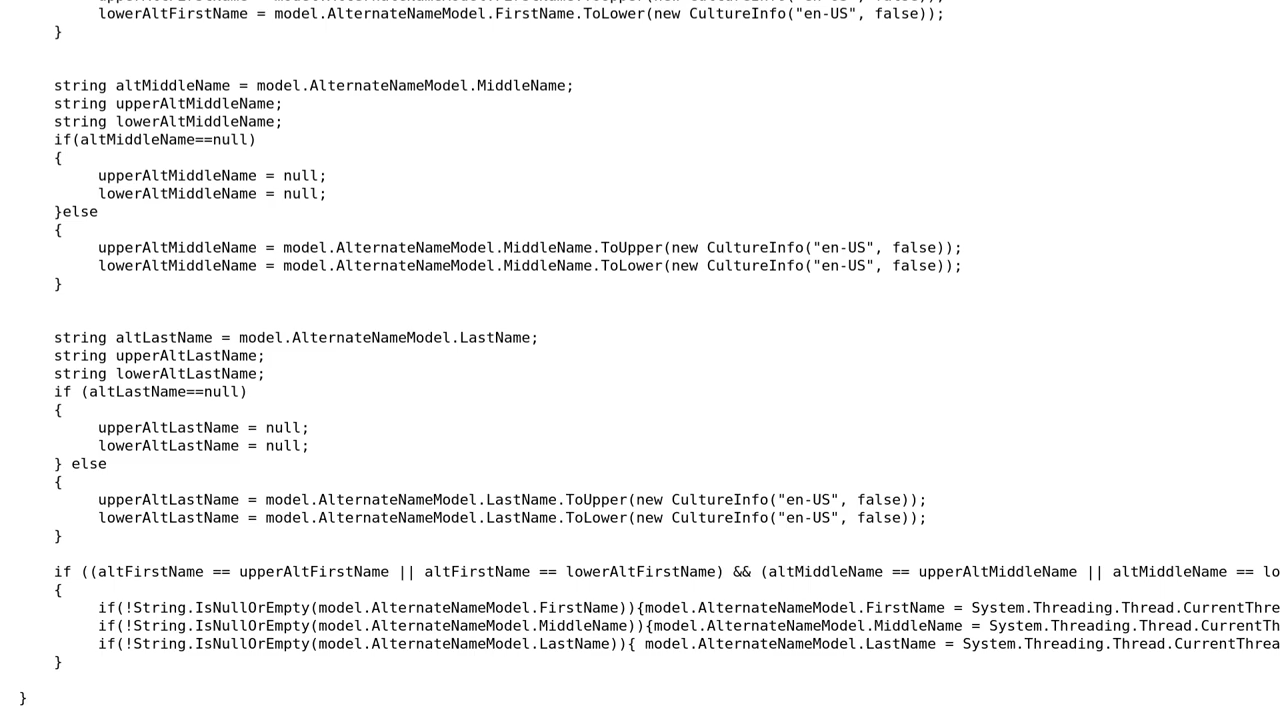 lowerAltFirstName = model.AlternateNameModel.FirstName.ToLower(new CultureInfo("en-US", false));
}
string altMiddleName = model.AlternateNameModel.MiddleName;
string upperAltMiddleName;
string lowerAltMiddleName;
if(altMiddleName==null)
{
upperAltMiddleName = null;
lowerAltMiddleName = null;
}else
{
upperAltMiddleName = model.AlternateNameModel.MiddleName.ToUpper(new CultureInfo("en-US", false));
lowerAltMiddleName = model.AlternateNameModel.MiddleName.ToLower(new CultureInfo("en-US", false));
}
string altLastName = model.AlternateNameModel.LastName;
string upperAltLastName;
string lowerAltLastName;
if (altLastName==null)
{
upperAltLastName = null;
lowerAltLastName = null;
} else
{
upperAltLastName = model.AlternateNameModel.LastName.ToUpper(new CultureInfo("en-US", false));
lowerAltLastName = model.AlternateNameModel.LastName.ToLower(new CultureInfo("en-US", false));
}
if ((altFirstName == upperAltFirstName || altFirstName == lowerAltFirstName) && (altMiddleName == upperAltMiddleName || altMiddleName == lo
{
if(!String.IsNullOrEmpty(model.AlternateNameModel.FirstName)){model.AlternateNameModel.FirstName = System.Threading.Thread.CurrentThre
if(!String.IsNullOrEmpty(model.AlternateNameModel.MiddleName)){model.AlternateNameModel.MiddleName = System.Threading.Thread.CurrentTh
if(!String.IsNullOrEmpty(model.AlternateNameModel.LastName)){ model.AlternateNameModel.LastName = System.Threading.Thread.CurrentThrea
}
}